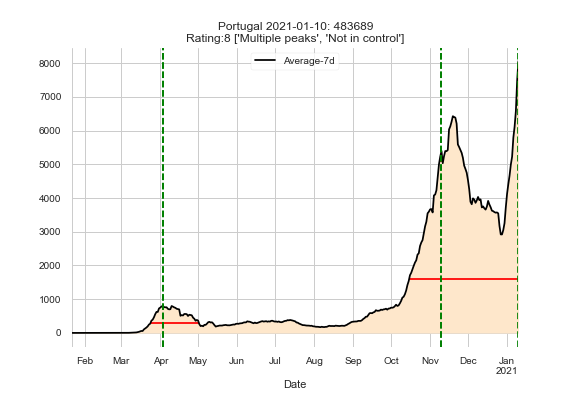 Portugal 2021-01-10: 483689
Rating:8 ['Multiple peaks', 'Not in control']
Average-7d
8000
7000
6000
5000
4000
3000
2000
1000
0
Feb Mar Apr May Jun Jul Aug Sep Oct Nov Dec Jan
2021
Date